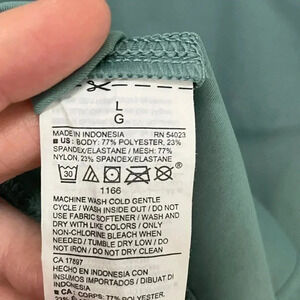 L
G
MADE IN INDONESIA RN 54023
US : BODY: 77% POLYESTER, 23%
SPANDEX/ELASTANE / MESH: 77%
NYLON, 23% SPANDEX/ELASTANE
30
1166
MACHINE WASH COLD GENTLE
CYCLE / WASH INSIDE OUT / DO NOT
USE FABRIC SOFTENER / WASH AND
DRY WITH LIKE COLORS / ONLY
NON-CHLORINE BLEACH WHEN
NEEDED / TUMBLE DRY LOW / DO
NOT IRON / DO NOT DRY CLEAN
CA 17897
HECHO EN INDONESIA CON
INSUMOS IMPORTADOS / DIBUAT DI
INDONESIA
CA : CORPS: 77% POLYESTER,